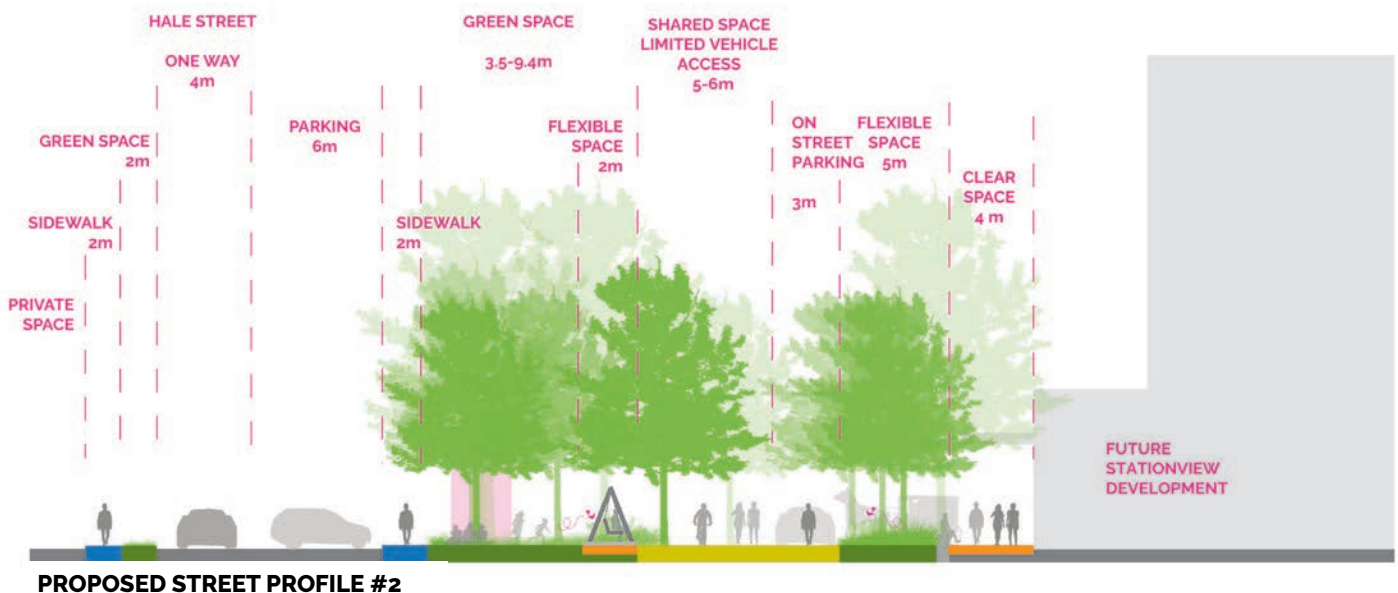 HALE STREET
ONE WAY
4m
GREEN SPACE
2m
SIDEWALK
2m
PRIVATE
SPACE
PARKING
6m
SIDEWALK
2m
GREEN SPACE
3.5-9.4m
FLEXIBLE
SPACE
2m
SHARED SPACE
LIMITED VEHICLE
ACCESS
5-6m
ON
STREET
PARKING
3m
FLEXIBLE
SPACE
5m
CLEAR
SPACE
4 m
FUTURE
STATIONVIEW
DEVELOPMENT
PROPOSED STREET PROFILE #2